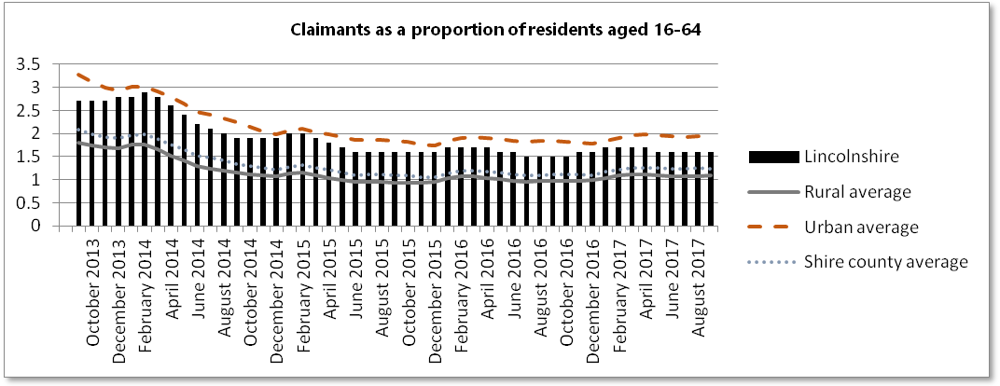 Claimants as a proportion of residents aged 16-64
3.5
3
2.5
2
1.5
1
0.5
0
October 2013
December 2013
February 2014
April 2014
June 2014
August 2014
October 2014
December 2014
February 2015
April 2015
June 2015
August 2015
October 2015
December 2015
February 2016
April 2016
June 2016
August 2016
October 2016
December 2016
February 2017
April 2017
June 2017
August 2017
Lincolnshire
Rural average
Urban average
Shire county average